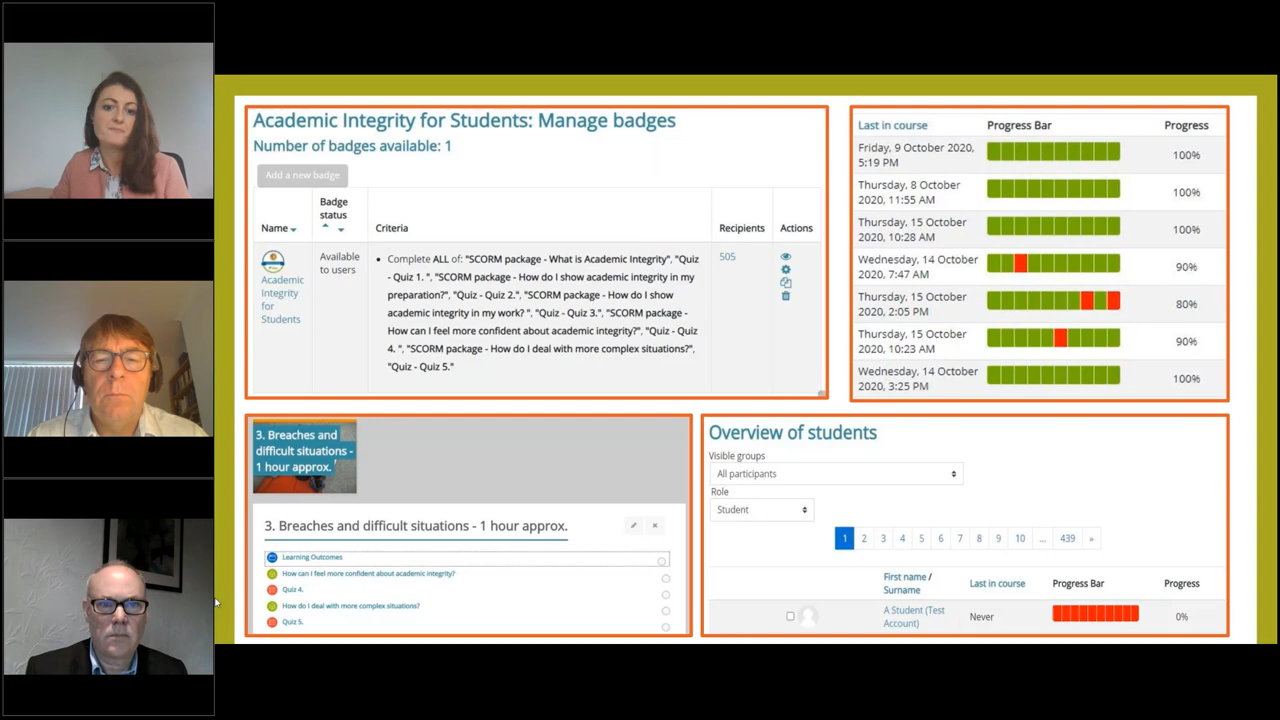 Academic Integrity for Students: Manage badges
Number of badges available: 1
Add a new badge
Name
Badge
status
Criteria
Recipients
Actions
Academic
Integrity
for
Students
Available
to users
Complete ALL of: "SCORM package - What is Academic Integrity", "Quiz
- Quiz 1. ", "SCORM package - How do I show academic integrity in my
preparation?", "Quiz - Quiz 2.", "SCORM package - How do I show
academic integrity in my work? ", "Quiz - Quiz 3.", "SCORM package -
How can I feel more confident about academic integrity?", "Quiz - Quiz
4. ", "SCORM package - How do I deal with more complex situations?",
"Quiz - Quiz 5."
505
Last in course Progress Bar Progress
Friday, 9 October 2020,
5:19 PM
100%
Thursday, 8 October
2020, 11:55 AM
100%
Thursday, 15 October
2020, 10:28 AM
100%
Wednesday, 14 October
2020, 7:47 AM
90%
Thursday, 15 October
2020, 2:05 PM
80%
Thursday, 15 October
2020, 10:23 AM
90%
Wednesday, 14 October
2020, 3:25 PM
100%
3. Breaches and
difficult situations -
1 hour approx.
3. Breaches and difficult situations - 1 hour approx.
Learning Outcomes
How can I feel more confident about academic integrity?
Quiz 4.
How do I deal with more complex situations?
Quiz 5.
Overview of students
Visible groups
All participants
Role
Student
1 2 3 4 5 6 7 8 9 10 ... 439 »
First name /
Surname
Last in course Progress Bar Progress
A Student (Test
Account)
Never 0%